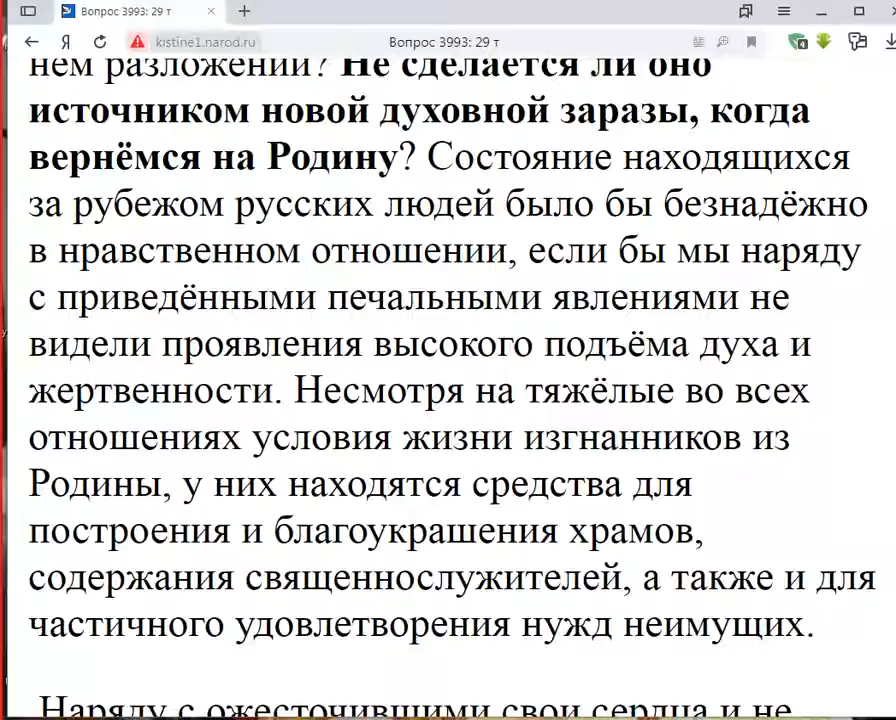 Вопрос 3993: 29 т
kistine1.narod.ru
Вопрос 3993: 29 т
нём разложении? Не сделается ли оно
источником новой духовной заразы, когда
вернёмся на Родину? Состояние находящихся
за рубежом русских людей было бы безнадёжно
в нравственном отношении, если бы мы наряду
с приведёнными печальными явлениями не
видели проявления высокого подъёма духа и
жертвенности. Несмотря на тяжёлые во всех
отношениях условия жизни изгнанников из
Родины, у них находятся средства для
построения и благоукрашения храмов,
содержания священнослужителей, а также и для
частичного удовлетворения нужд неимущих.
Наряду с ожесточившими свои сердца и не